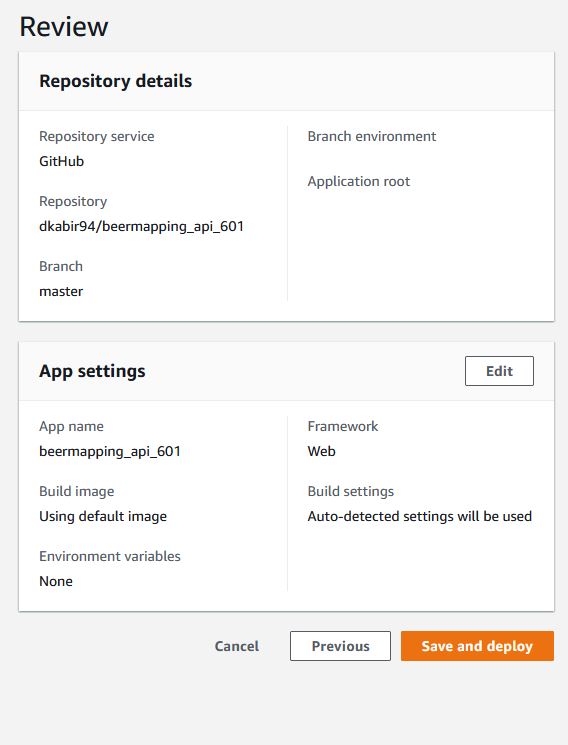 Review
Repository details
Repository service
GitHub
Repository
dkabir94/beermapping_api_601
Branch
master
Branch environment
Application root
App settings
Edit
App name
beermapping_api_601
Build image
Using default image
Environment variables
None
Framework
Web
Build settings
Auto-detected settings will be used
Cancel
Previous
Save and deploy